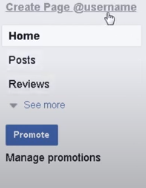 Create Page @username
Home
Posts
Reviews
See more
Promote
Manage promotions